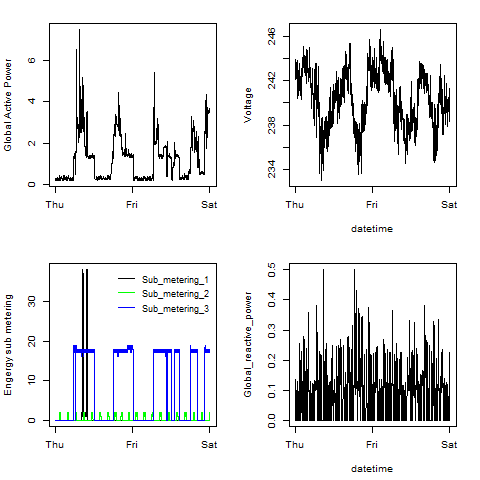 Global Active Power
0 2 4 6
Thu Fri Sat
Voltage
234 238 242 246
Thu Fri Sat
datetime
Engergy sub metering
0 10 20 30
Sub_metering_1
Sub_metering_2
Sub_metering_3
Thu Fri Sat
Global_reactive_power
0.0 0.1 0.2 0.3 0.4 0.5
Thu Fri Sat
datetime